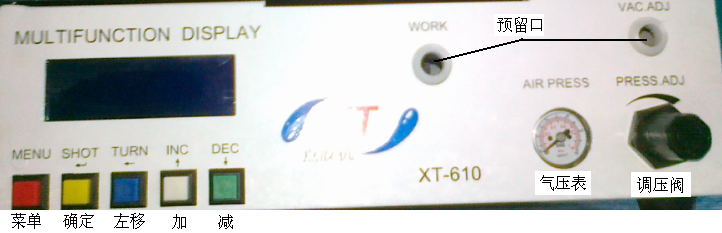 预留口
WORK
VAC.ADJ
MULTIFUNCTION DISPLAY
AIR PRESS
PRESS.ADJ
MENU SHOT TURN INC DEC
XT-610
气压表 调压阀
菜单 确定 左移 加 减